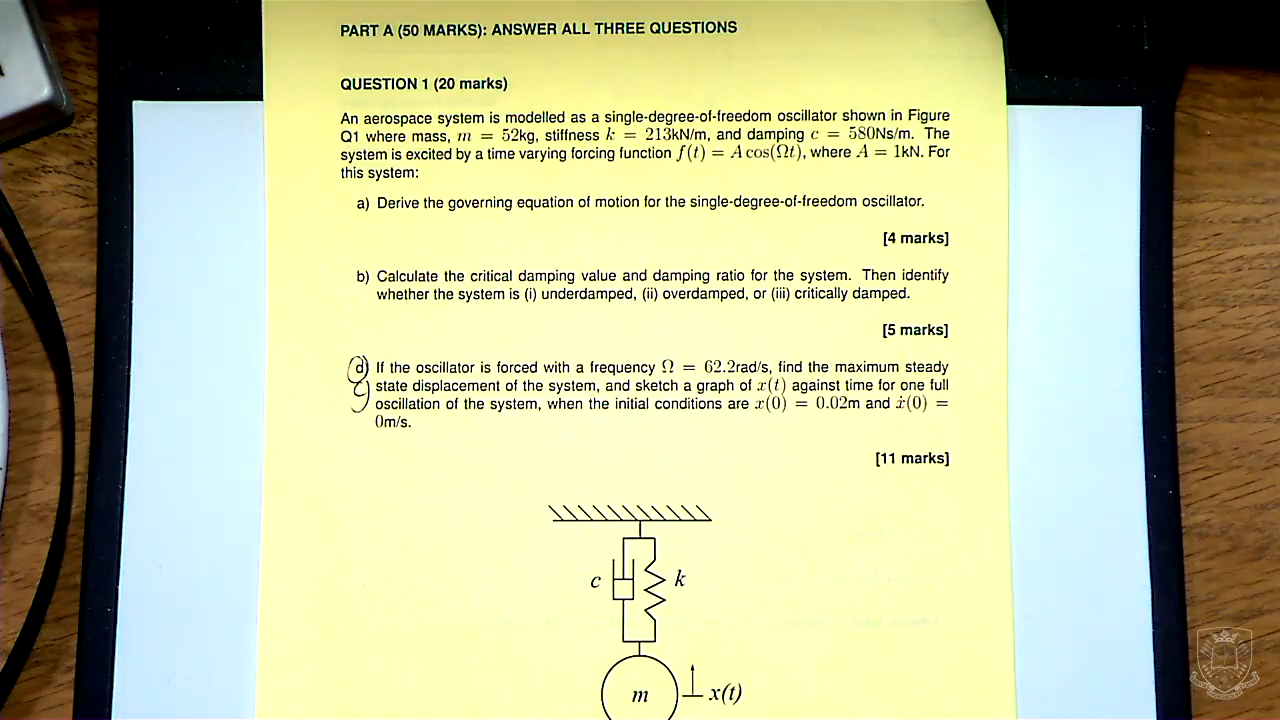 PART A (50 MARKS): ANSWER ALL THREE QUESTIONS
QUESTION 1 (20 marks)
An aerospace system is modelled as a single-degree-of-freedom oscillator shown in Figure
Q1 where mass, m = 52kg, stiffness k = 213kN/m, and damping c = 580Ns/m. The
system is excited by a time varying forcing function f(t) = A cos(Ωt), where A = 1kN. For
this system:
a) Derive the governing equation of motion for the single-degree-of-freedom oscillator.
[4 marks]
b) Calculate the critical damping value and damping ratio for the system. Then identify
whether the system is (i) underdamped, (ii) overdamped, or (iii) critically damped.
[5 marks]
d) If the oscillator is forced with a frequency Ω = 62.2rad/s, find the maximum steady
state displacement of the system, and sketch a graph of x(t) against time for one full
oscillation of the system, when the initial conditions are x(0) = 0.02m and ẋ(0) =
0m/s.
[11 marks]
c k
m x(t)